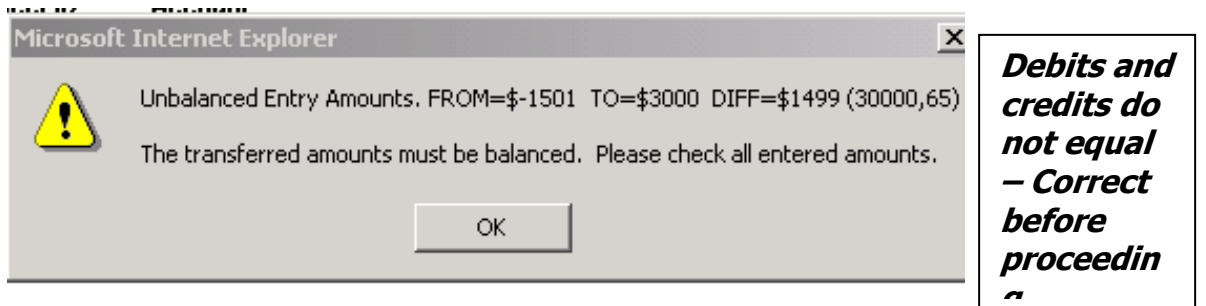 Microsoft Internet Explorer
Unbalanced Entry Amounts. FROM=$-1501 TO=$3000 DIFF=$1499 (30000,65)
The transferred amounts must be balanced. Please check all entered amounts.
OK
Debits and
credits do
not equal
– Correct
before
proceedin